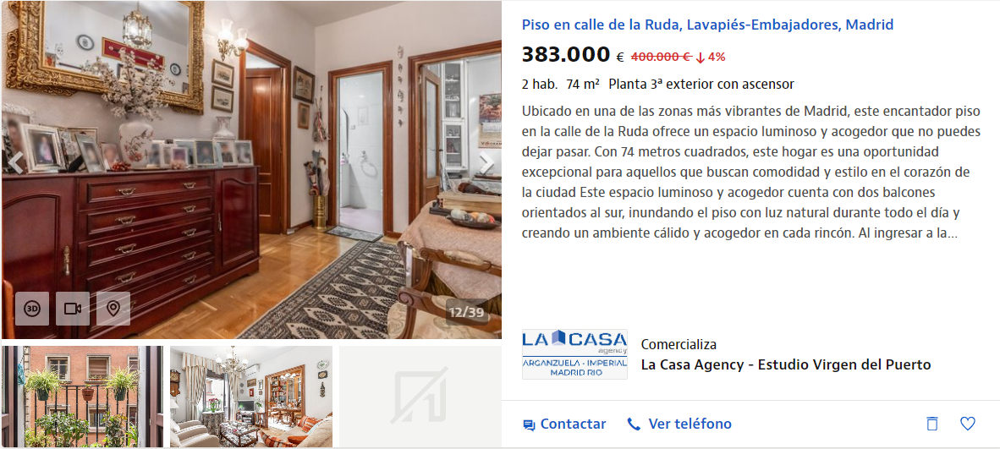 Piso en calle de la Ruda, Lavapiés-Embajadores, Madrid
383.000 € 400.000 € ↓ 4%
2 hab. 74 m² Planta 3ª exterior con ascensor
Ubicado en una de las zonas más vibrantes de Madrid, este encantador piso
en la calle de la Ruda ofrece un espacio luminoso y acogedor que no puedes
dejar pasar. Con 74 metros cuadrados, este hogar es una oportunidad
excepcional para aquellos que buscan comodidad y estilo en el corazón de
la ciudad Este espacio luminoso y acogedor cuenta con dos balcones
orientados al sur, inundando el piso con luz natural durante todo el día y
creando un ambiente cálido y acogedor en cada rincón. Al ingresar a la...
3D
12/39
LA CASA
agency
ARGANZUELA - IMPERIAL
MADRID RIO
Comercializa
La Casa Agency - Estudio Virgen del Puerto
Contactar Ver teléfono